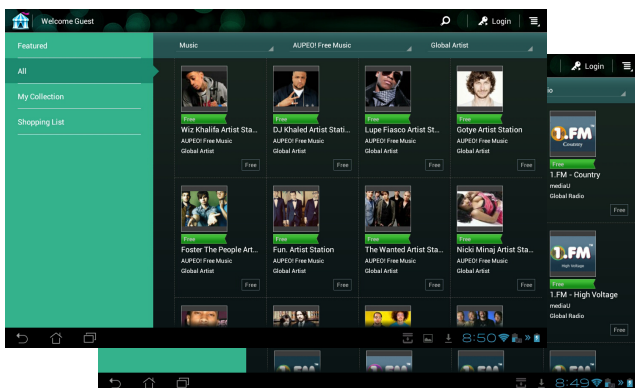 Welcome Guest
Login
Featured
All
My Collection
Shopping List
Music
AUPEO! Free Music
Global Artist
Free
Wiz Khalifa Artist Sta...
AUPEO! Free Music
Global Artist
Free
Free
DJ Khaled Artist Stati...
AUPEO! Free Music
Global Artist
Free
Free
Lupe Fiasco Artist St...
AUPEO! Free Music
Global Artist
Free
Free
Gotye Artist Station
AUPEO! Free Music
Global Artist
Free
Free
Foster The People Art...
AUPEO! Free Music
Global Artist
Free
Free
Fun. Artist Station
AUPEO! Free Music
Global Artist
Free
Free
The Wanted Artist Sta...
AUPEO! Free Music
Global Artist
Free
Free
Nicki Minaj Artist Sta...
AUPEO! Free Music
Global Artist
Free
8:50
Login
io
1.FM
Country
Free
1.FM - Country
mediaU
Global Radio
Free
1.FM
High Voltage
Free
1.FM - High Voltage
mediaU
Global Radio
Free
8:49